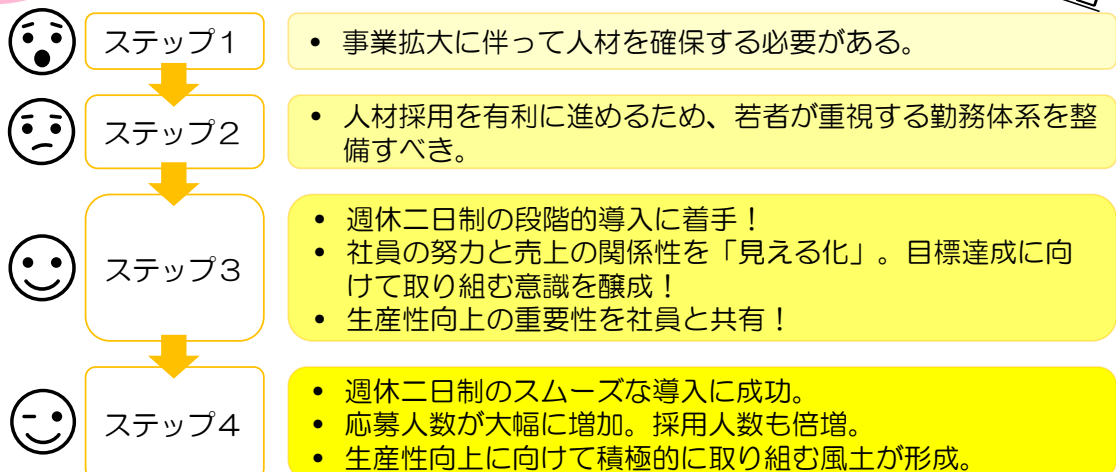 ステップ1
• 事業拡大に伴って人材を確保する必要がある。
ステップ2
• 人材採用を有利に進めるため、若者が重視する勤務体系を整
備すべき。
ステップ3
• 週休二日制の段階的導入に着手！
• 社員の努力と売上の関係性を「見える化」。目標達成に向
けて取り組む意識を醸成！
• 生産性向上の重要性を社員と共有！
ステップ4
• 週休二日制のスムーズな導入に成功。
• 応募人数が大幅に増加。採用人数も倍増。
• 生産性向上に向けて積極的に取り組む風土が形成。